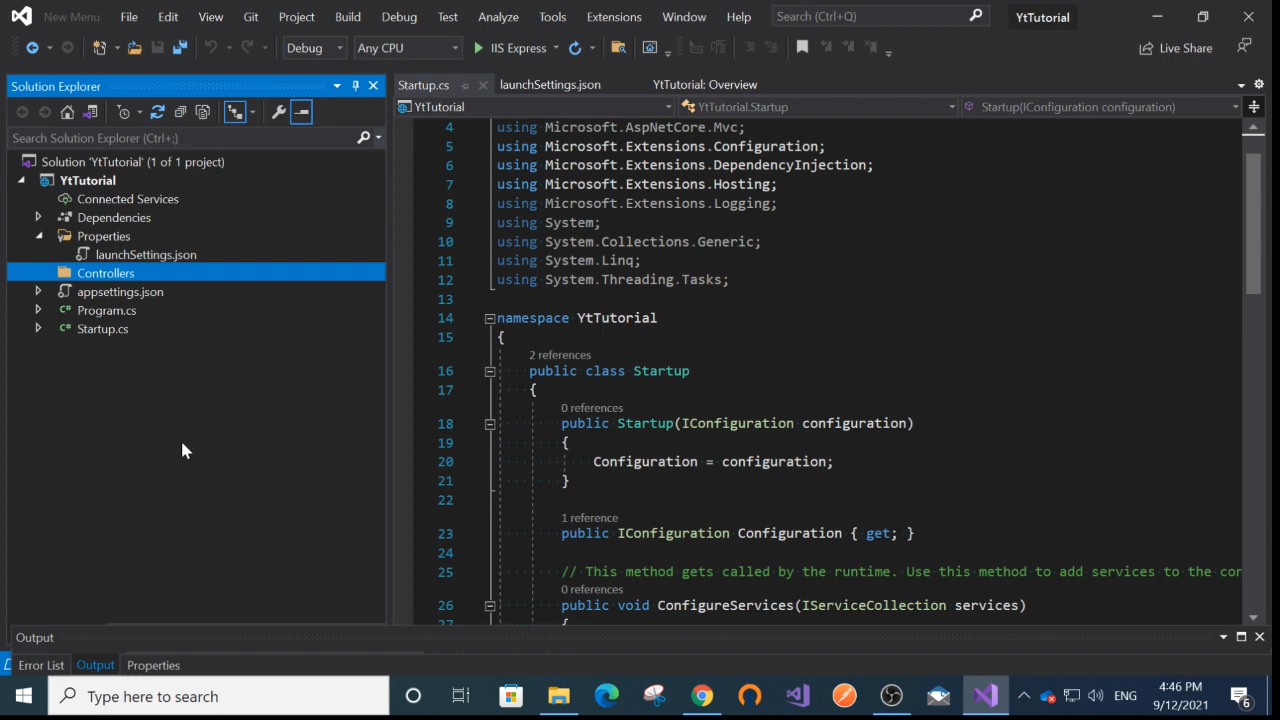 New Menu File Edit View Git Project Build Debug Test Analyze Tools Extensions Window Help Search (Ctrl+Q) YtTutorial
Debug Any CPU IIS Express Live Share
Solution Explorer
Search Solution Explorer (Ctrl+;)
Solution 'YtTutorial' (1 of 1 project)
YtTutorial
Connected Services
Dependencies
Properties
launchSettings.json
Controllers
appsettings.json
C# Program.cs
C# Startup.cs
Startup.cs launchSettings.json YtTutorial: Overview
YtTutorial YtTutorial.Startup Startup(IConfiguration configuration)
4 using Microsoft.AspNetCore.Mvc;
5 using Microsoft.Extensions.Configuration;
6 using Microsoft.Extensions.DependencyInjection;
7 using Microsoft.Extensions.Hosting;
8 using Microsoft.Extensions.Logging;
9 using System;
10 using System.Collections.Generic;
11 using System.Linq;
12 using System.Threading.Tasks;
13
14 namespace YtTutorial
15 {
2 references
16 public class Startup
17 {
0 references
18 public Startup(IConfiguration configuration)
19 {
20 Configuration = configuration;
21 }
22
1 reference
23 public IConfiguration Configuration { get; }
24
25 // This method gets called by the runtime. Use this method to add services to the con
0 references
26 public void ConfigureServices(IServiceCollection services)
27 {
Output
Error List Output Properties
Type here to search
ENG
4:46 PM
9/12/2021
6